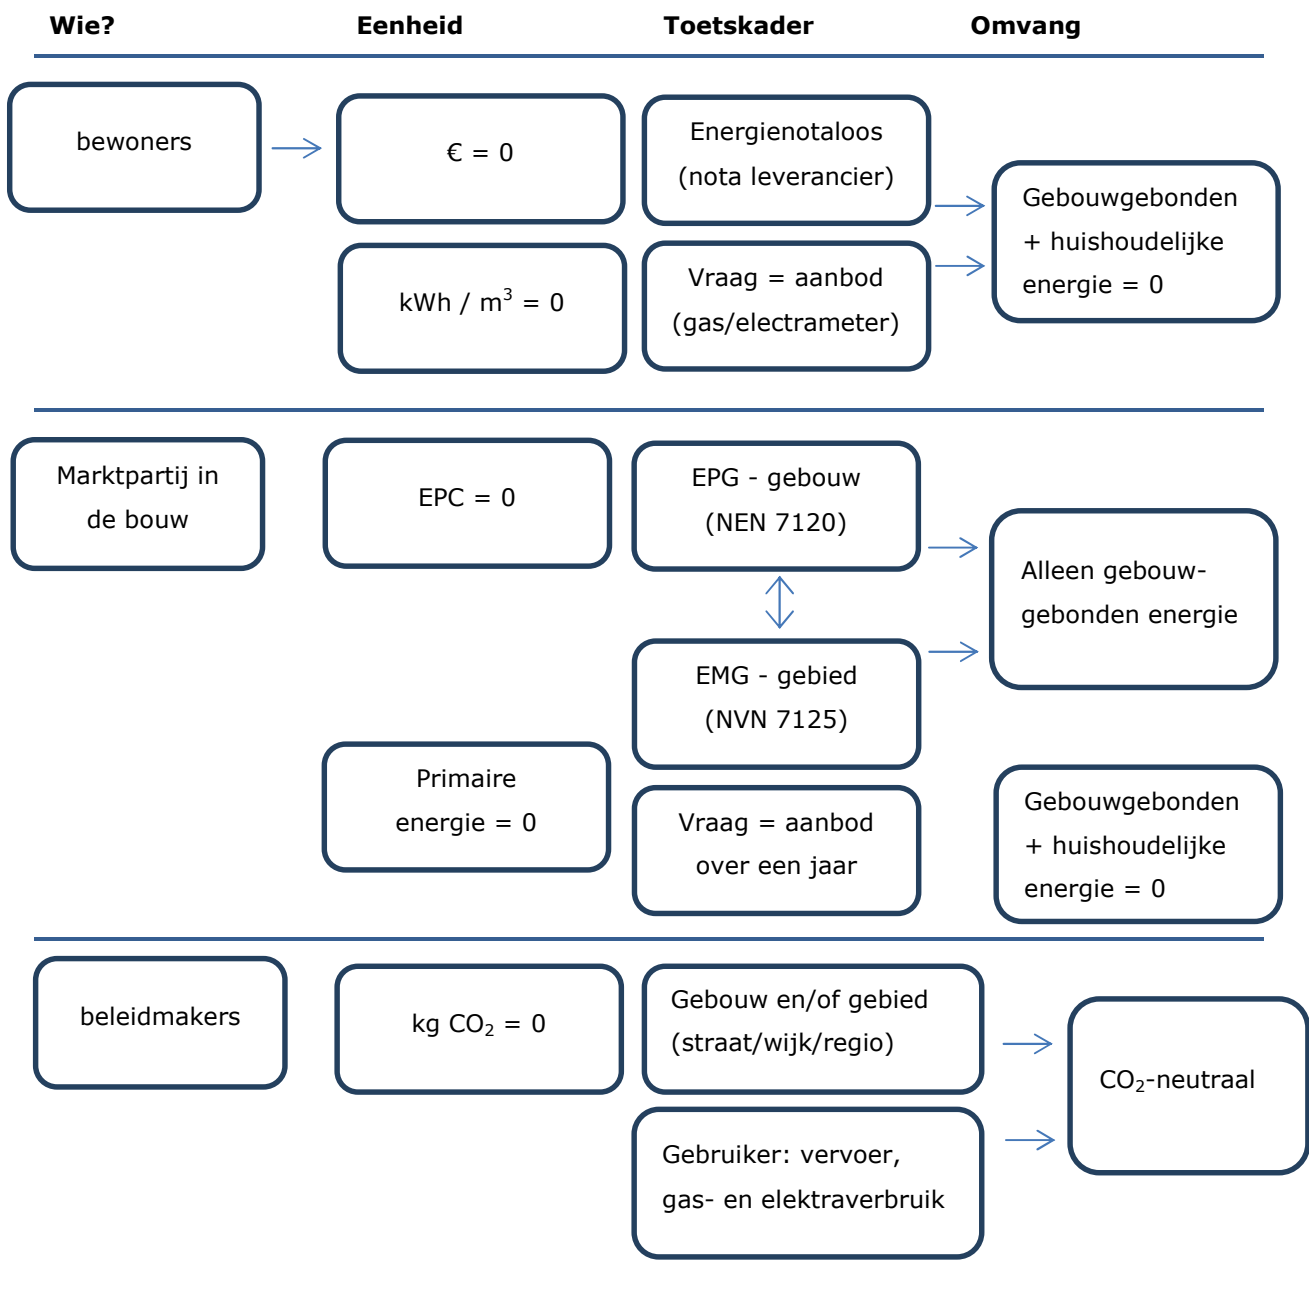 Wie? Eenheid Toetskader Omvang
bewoners
€ = 0
Energienotaloos
(nota leverancier)
kWh / m³ = 0
Vraag = aanbod
(gas/electrameter)
Gebouwgebonden
+ huishoudelijke
energie = 0
Marktpartij in
de bouw
EPC = 0
EPG - gebouw
(NEN 7120)
EMG - gebied
(NVN 7125)
Alleen gebouw-
gebonden energie
Primaire
energie = 0
Vraag = aanbod
over een jaar
Gebouwgebonden
+ huishoudelijke
energie = 0
beleidmakers
kg CO₂ = 0
Gebouw en/of gebied
(straat/wijk/regio)
Gebruiker: vervoer,
gas- en elektraverbruik
CO₂-neutraal